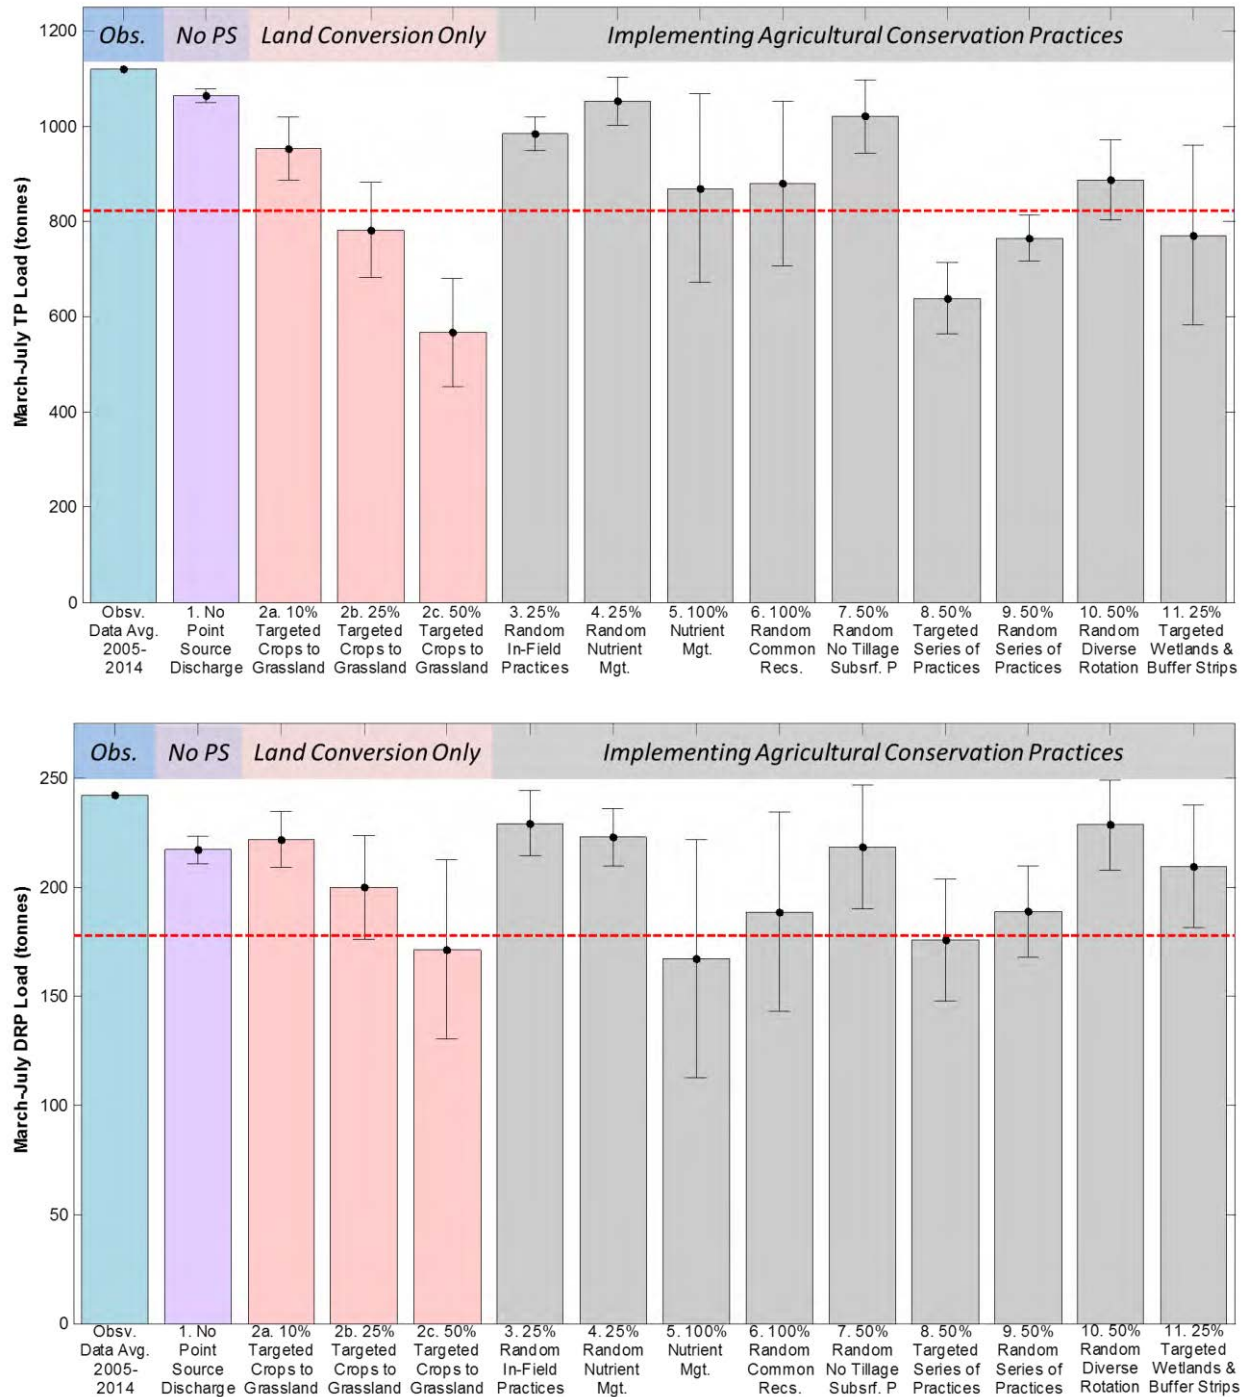 Obs. No PS Land Conversion Only Implementing Agricultural Conservation Practices
1200
1000
800
600
400
200
0
March-July TP Load (tonnes)
Obsv. 1. No 2a. 10% 2b. 25% 2c. 50% 3. 25% 4. 25% 5. 100% 6. 100% 7. 50% 8. 50% 9. 50% 10. 50% 11. 25%
Data Avg. Point Targeted Targeted Targeted Random Random Nutrient Random Random Targeted Random Random Targeted
2005- Source Crops to Crops to Crops to In-Field Nutrient Mgt. Common No Tillage Series of Series of Diverse Wetlands &
2014 Discharge Grassland Grassland Grassland Practices Mgt. Recs. Subsrf. P Practices Practices Rotation Buffer Strips
Obs. No PS Land Conversion Only Implementing Agricultural Conservation Practices
250
200
150
100
50
0
March-July DRP Load (tonnes)
Obsv. 1. No 2a. 10% 2b. 25% 2c. 50% 3. 25% 4. 25% 5. 100% 6. 100% 7. 50% 8. 50% 9. 50% 10. 50% 11. 25%
Data Avg. Point Targeted Targeted Targeted Random Random Nutrient Random Random Targeted Random Random Targeted
2005- Source Crops to Crops to Crops to In-Field Nutrient Mgt. Common No Tillage Series of Series of Diverse Wetlands &
2014 Discharge Grassland Grassland Grassland Practices Mgt. Recs. Subsrf. P Practices Practices Rotation Buffer Strips